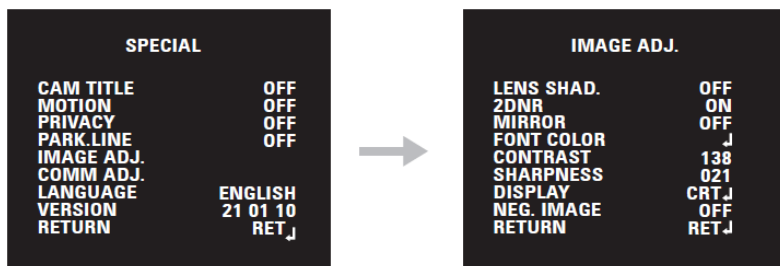 SPECIAL
CAM TITLE OFF
MOTION OFF
PRIVACY OFF
PARK.LINE OFF
IMAGE ADJ.
COMM ADJ.
LANGUAGE ENGLISH
VERSION 21 01 10
RETURN RET↲
IMAGE ADJ.
LENS SHAD. OFF
2DNR ON
MIRROR OFF
FONT COLOR ↲
CONTRAST 138
SHARPNESS 021
DISPLAY CRT↲
NEG. IMAGE OFF
RETURN RET↲